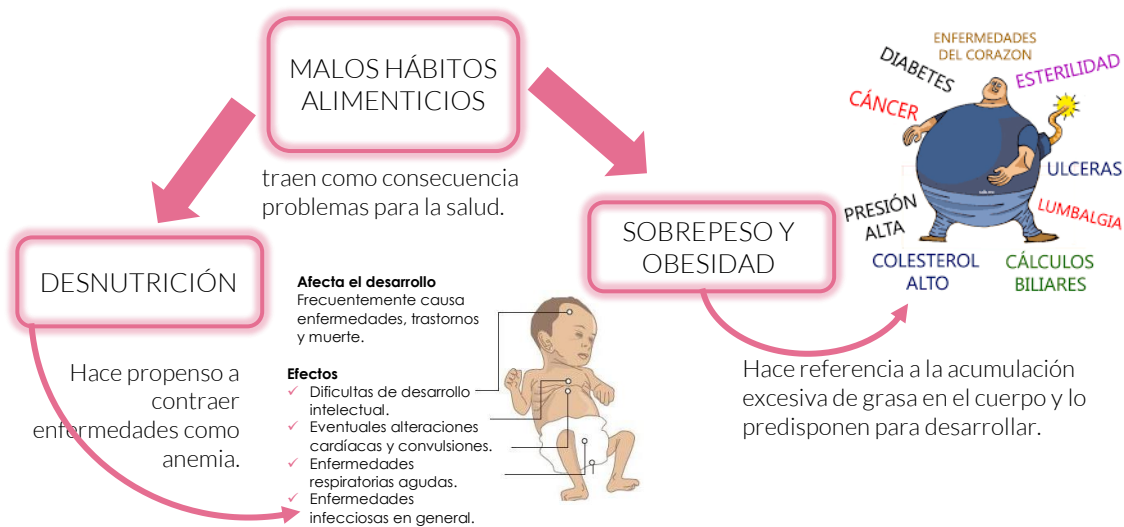 MALOS HÁBITOS
ALIMENTICIOS
traen como consecuencia
problemas para la salud.
DESNUTRICIÓN
Hace propenso a
contraer
enfermedades como
anemia.
Afecta el desarrollo
Frecuentemente causa
enfermedades, trastornos
y muerte.
Efectos
✓ Dificultas de desarrollo
intelectual.
✓ Eventuales alteraciones
cardíacas y convulsiones.
✓ Enfermedades
respiratorias agudas.
✓ Enfermedades
infecciosas en general.
SOBREPESO Y
OBESIDAD
Hace referencia a la acumulación
excesiva de grasa en el cuerpo y lo
predisponen para desarrollar.
ENFERMEDADES
DEL CORAZON
DIABETES
ESTERILIDAD
CÁNCER
ULCERAS
PRESIÓN
ALTA
LUMBALGIA
COLESTEROL
ALTO
CÁLCULOS
BILIARES